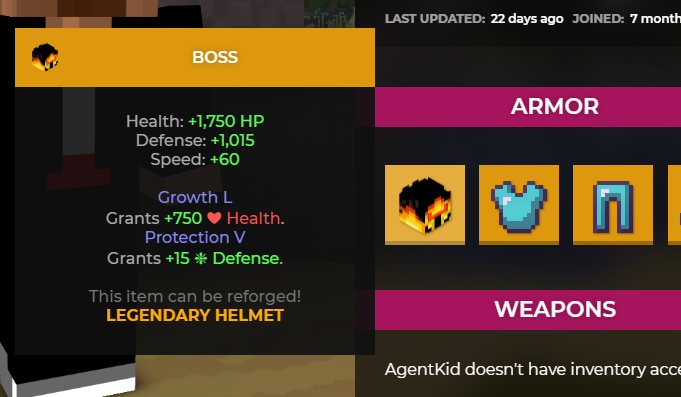 LAST UPDATED: 22 days ago JOINED: 7 month
BOSS
Health: +1,750 HP
Defense: +1,015
Speed: +60
Growth L
Grants +750 ❤ Health.
Protection V
Grants +15 ❈ Defense.
This item can be reforged!
LEGENDARY HELMET
ARMOR
WEAPONS
AgentKid doesn't have inventory acce